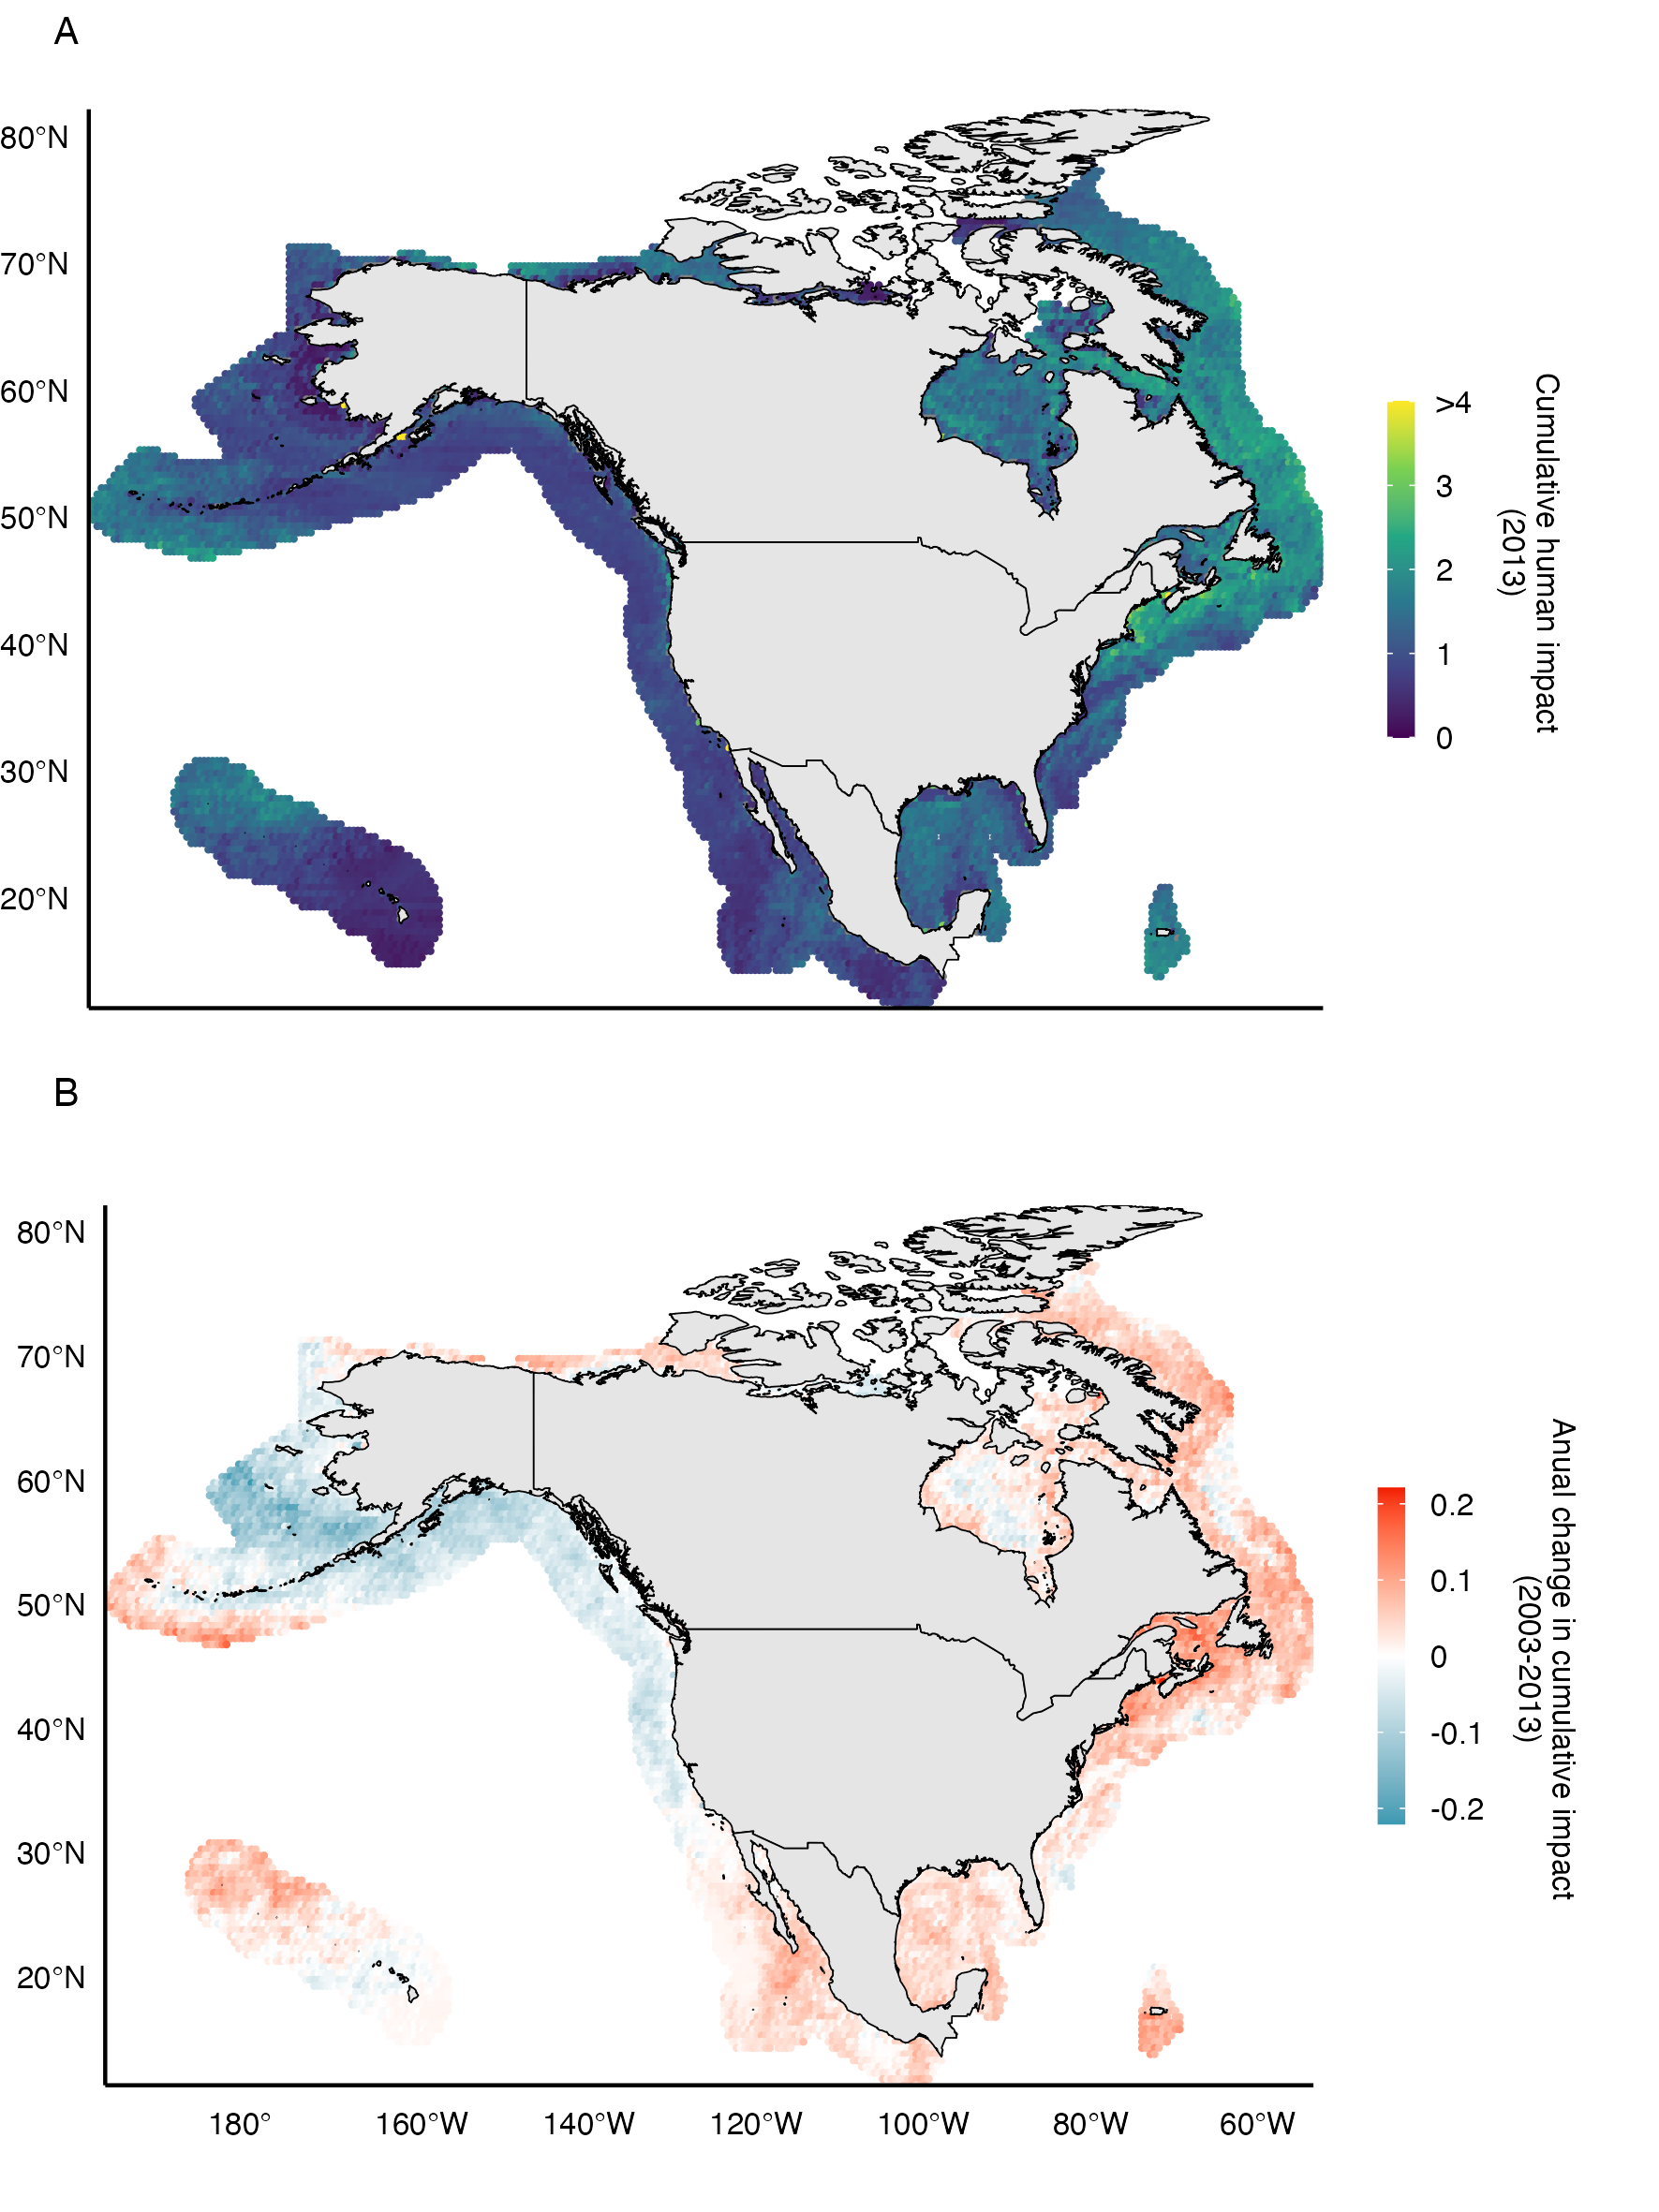 A
80°N
70°N
60°N
50°N
40°N
30°N
20°N
>4
3
2
1
0
Cumulative human impact
(2013)
B
80°N
70°N
60°N
50°N
40°N
30°N
20°N
180°
160°W
140°W
120°W
100°W
80°W
60°W
0.2
0.1
0
-0.1
-0.2
Anual change in cumulative impact
(2003-2013)